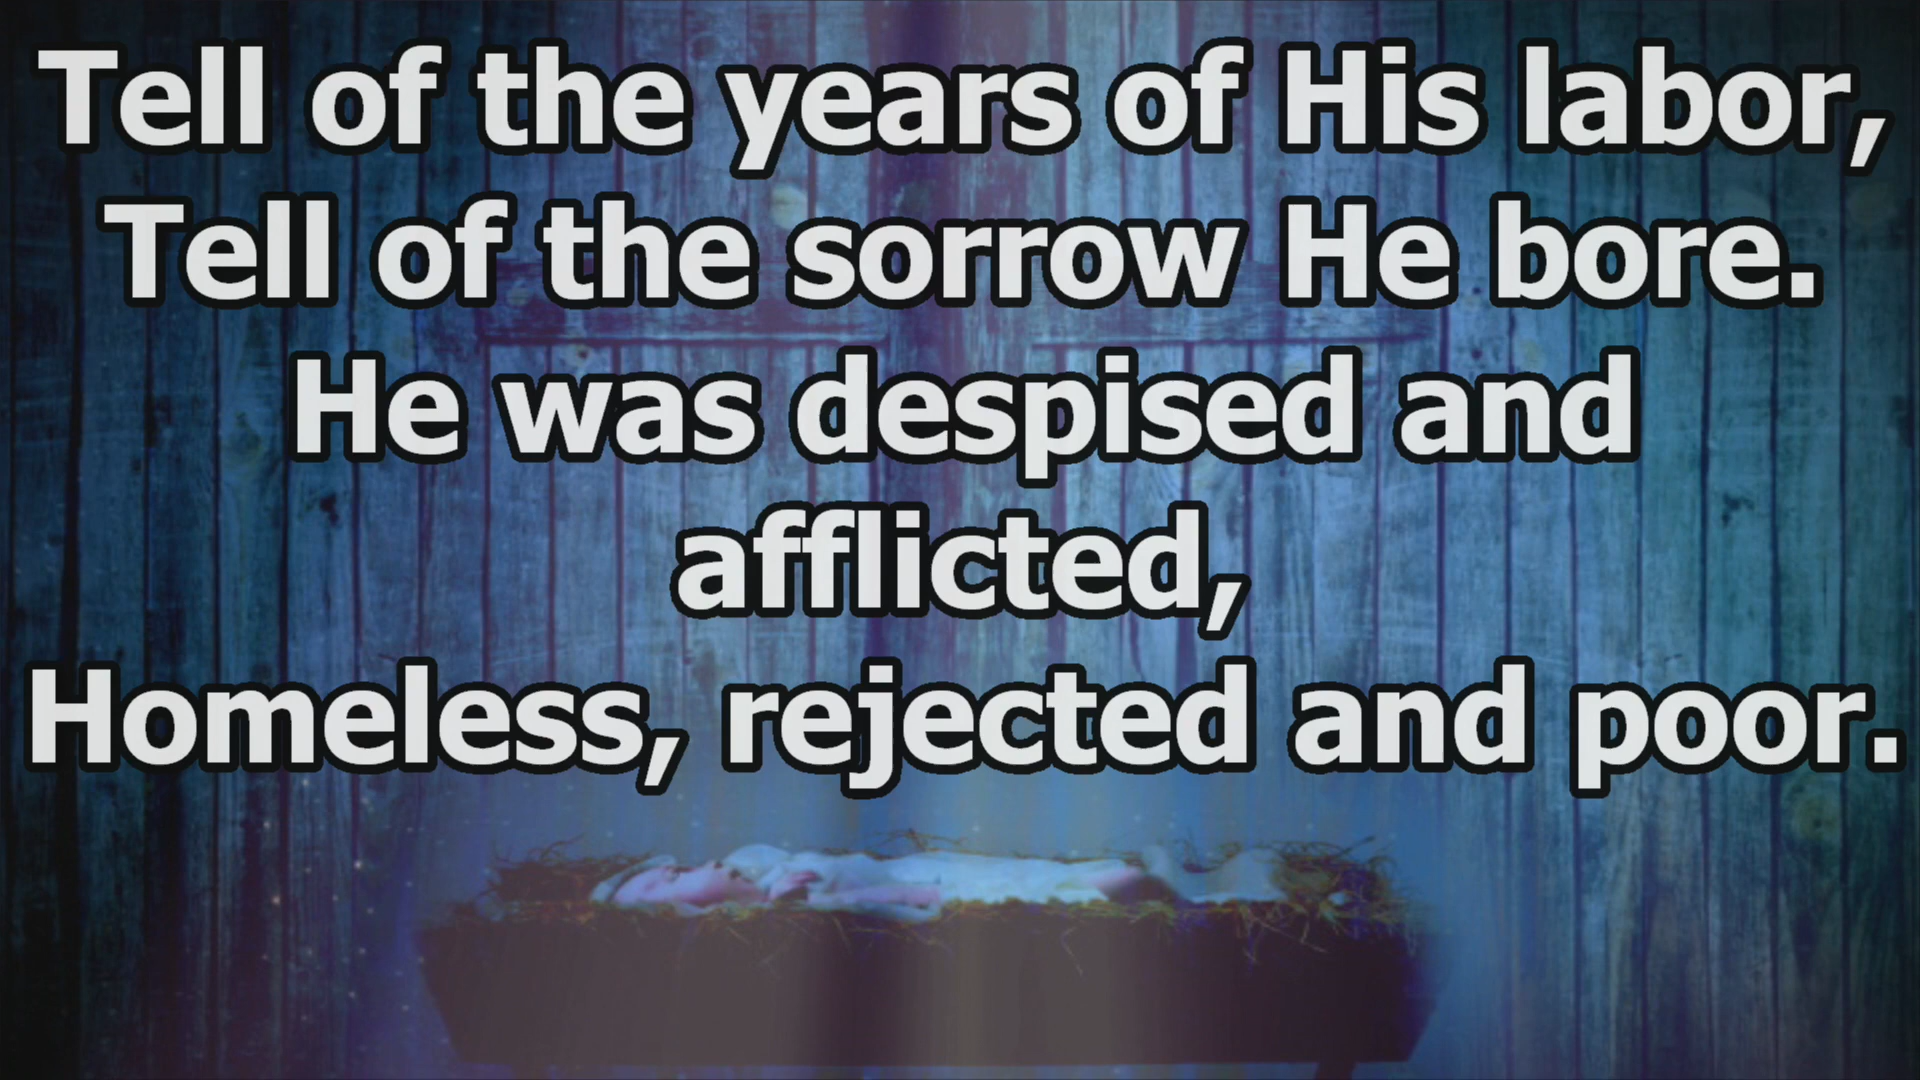 Tell of the years of His labor,
Tell of the sorrow He bore.
He was despised and
afflicted,
Homeless, rejected and poor.